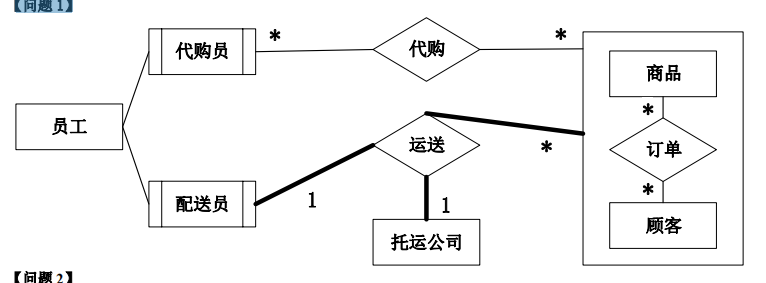 【问题 1】
代购员
*
代购
*
商品
*
订单
*
顾客
员工
运送
*
配送员
1
1
托运公司
【问题 2】